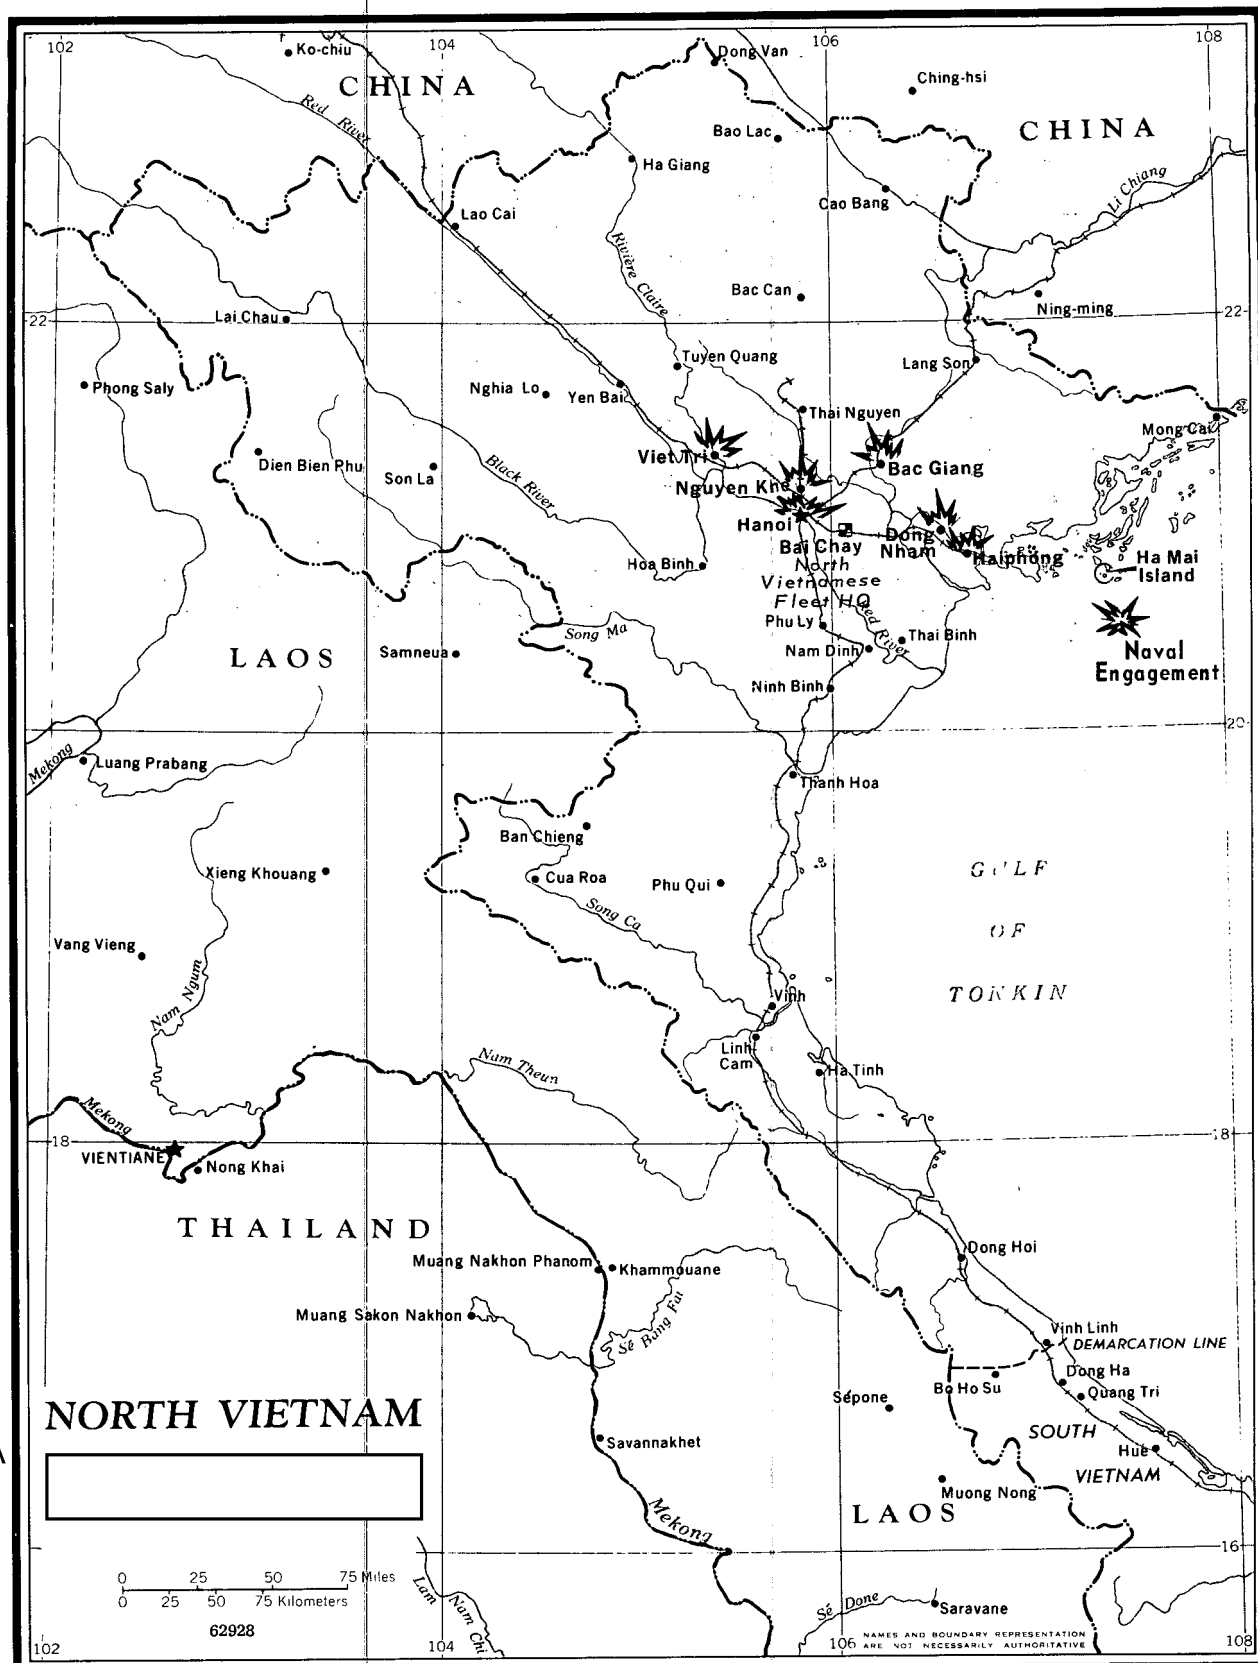 102
104
106
108
Ko-chiu
CHINA
Dong Van
Ching-hsi
Red River
Bao Lac
CHINA
Ha Giang
Li Chiang
Cao Bang
Lao Cai
Rivière Claire
Bac Can
Ning-ming
Lai Chau
22
22
Tuyen Quang
Lang Son
Phong Saly
Nghia Lo
Yen Bai
Thai Nguyen
Mong Cai
Viet Tri
Dien Bien Phu
Son La
Black River
Bac Giang
Nguyen Khe
Hanoi
Bai Chay
North
Vietnamese
Fleet HQ
Dong
Nham
Haiphong
Ha Mai
Island
Hoa Binh
Red River
Phu Ly
Thai Binh
Song Ma
Nam Dinh
Naval
Engagement
LAOS
Samneua
Ninh Binh
20
Mekong
Luang Prabang
Thanh Hoa
Ban Chieng
Xieng Khouang
Cua Roa
Phu Qui
GULF
OF
TONKIN
Song Ca
Vang Vieng
Nam Ngum
Vinh
Linh
Cam
Nam Theun
Ha Tinh
Mekong
18
18
VIENTIANE
Nong Khai
THAILAND
Dong Hoi
Muang Nakhon Phanom
Khammouane
Muang Sakon Nakhon
Sé Bang Fai
Vinh Linh
DEMARCATION LINE
Dong Ha
Bo Ho Su
Quang Tri
Sépone
NORTH VIETNAM
SOUTH
VIETNAM
Savannakhet
Hué
Muong Nong
LAOS
Mekong
16
0 25 50 75 Miles
0 25 50 75 Kilometers
Lam
Nam Chi
Sé Done
Saravane
62928
NAMES AND BOUNDARY REPRESENTATION
ARE NOT NECESSARILY AUTHORITATIVE
102
104
106
108